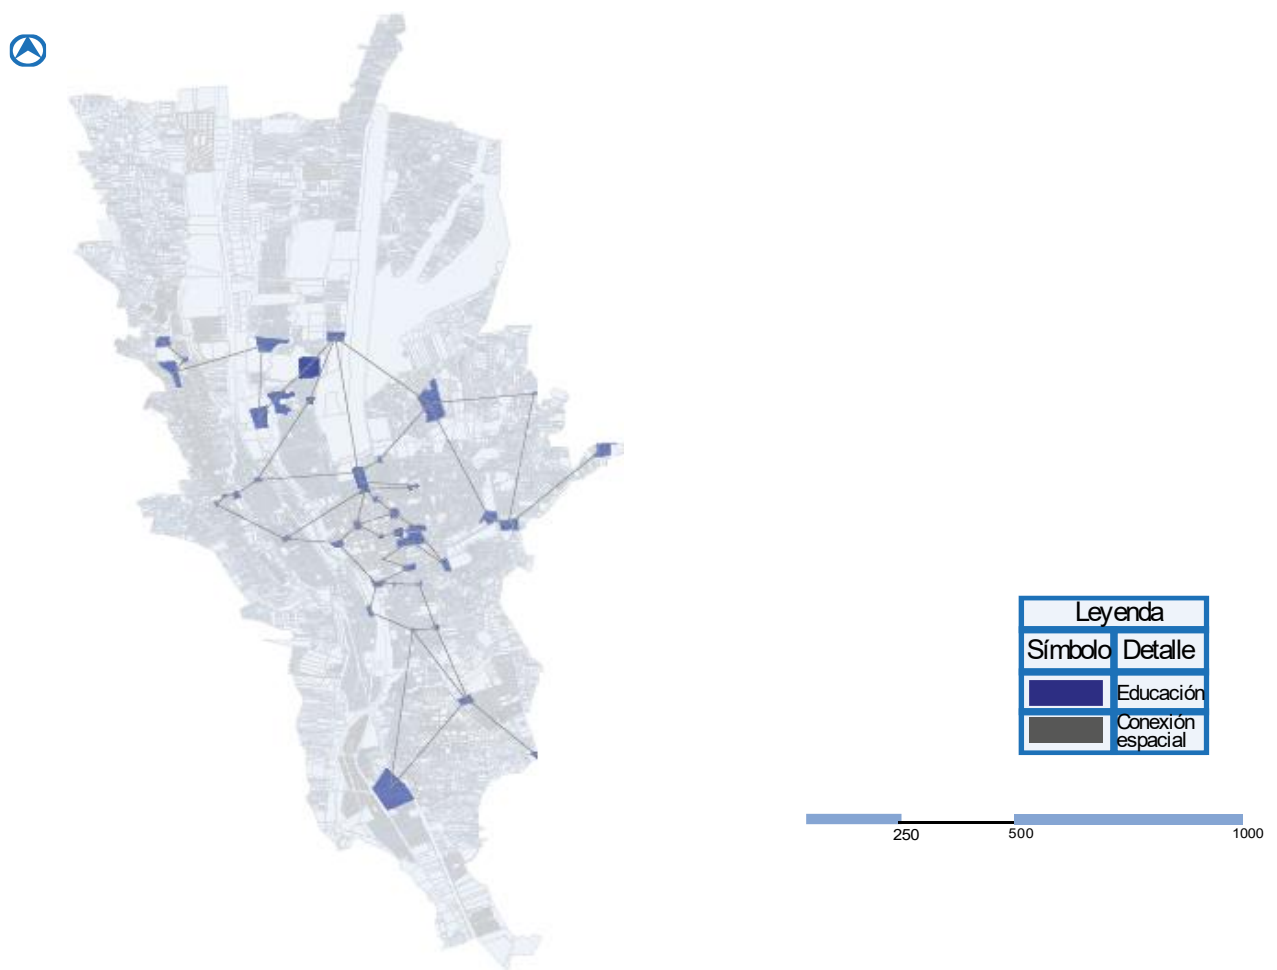 Leyenda
Símbolo Detalle
Educación
Conexión
espacial
250 500 1000